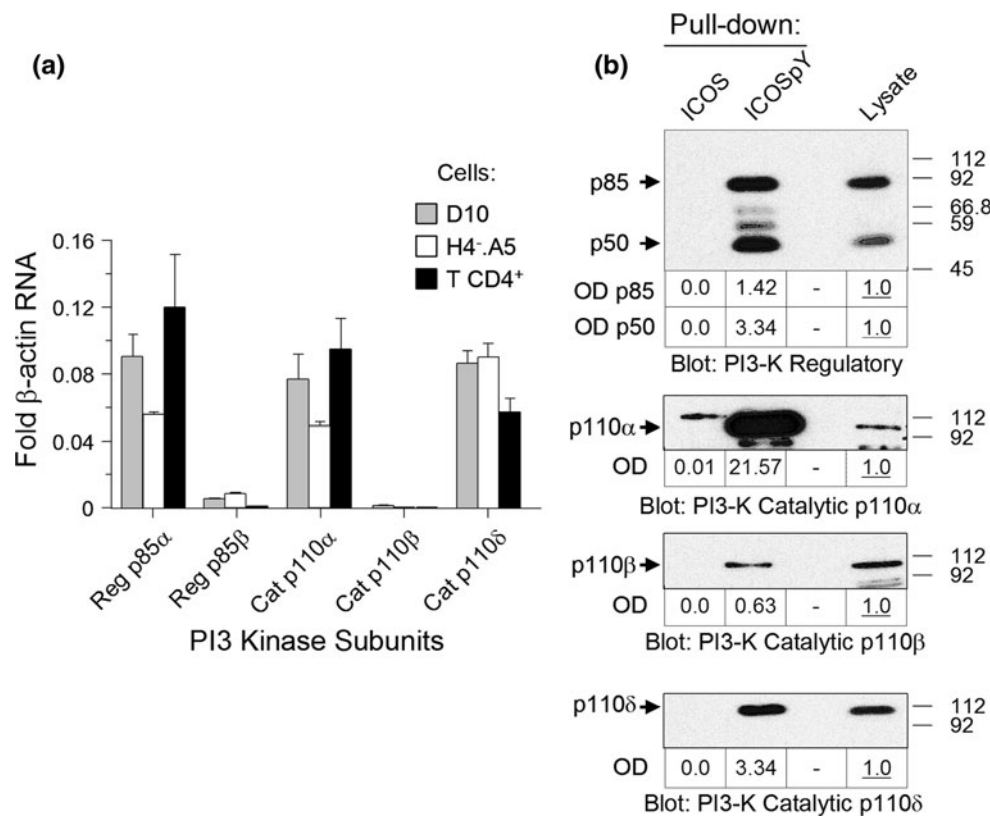 (a)
Cells:
D10
H4⁻.A5
T CD4⁺
Fold β-actin RNA
0.16
0.12
0.08
0.04
0
Reg p85α
Reg p85β
Cat p110α
Cat p110β
Cat p110δ
PI3 Kinase Subunits
(b)
Pull-down:
ICOS ICOSpY Lysate
p85
p50
112
92
66.8
59
45
OD p85 0.0 1.42 - 1.0
OD p50 0.0 3.34 - 1.0
Blot: PI3-K Regulatory
p110α
112
92
OD 0.01 21.57 - 1.0
Blot: PI3-K Catalytic p110α
p110β
112
92
OD 0.0 0.63 - 1.0
Blot: PI3-K Catalytic p110β
p110δ
112
92
OD 0.0 3.34 - 1.0
Blot: PI3-K Catalytic p110δ